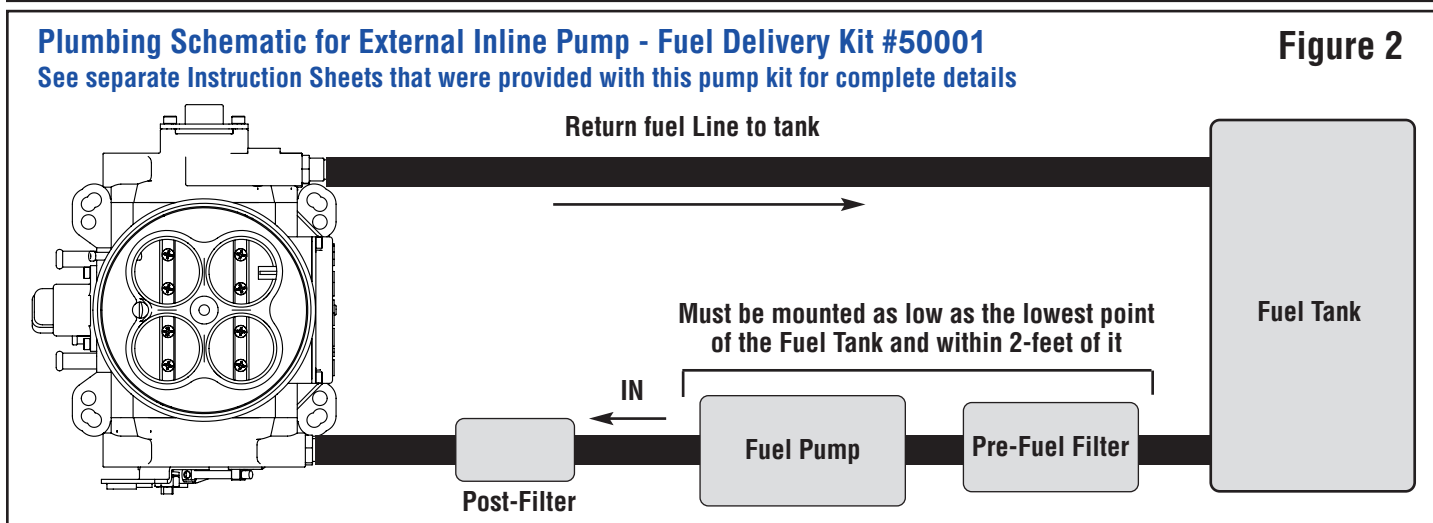 Plumbing Schematic for External Inline Pump - Fuel Delivery Kit #50001
See separate Instruction Sheets that were provided with this pump kit for complete details
Figure 2
Return fuel Line to tank
Fuel Tank
Must be mounted as low as the lowest point
of the Fuel Tank and within 2-feet of it
IN
Fuel Pump
Pre-Fuel Filter
Post-Filter